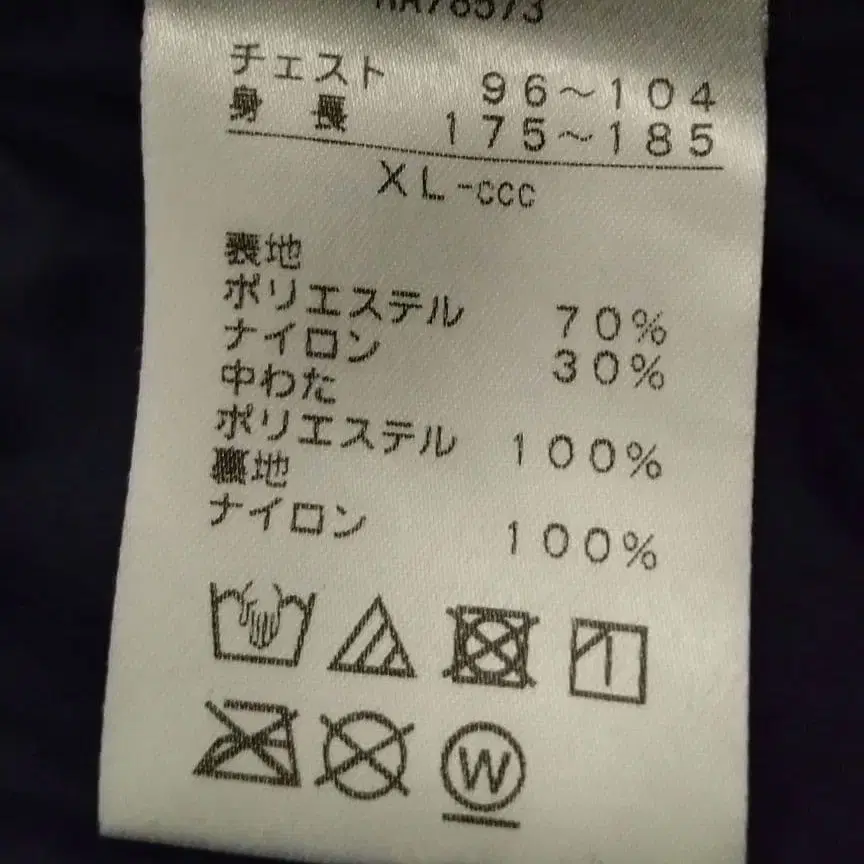 チェスト 96~104
身長 175~185
XL-ccc
表地
ポリエステル 70%
ナイロン 30%
中わた
ポリエステル 100%
裏地
ナイロン 100%
W